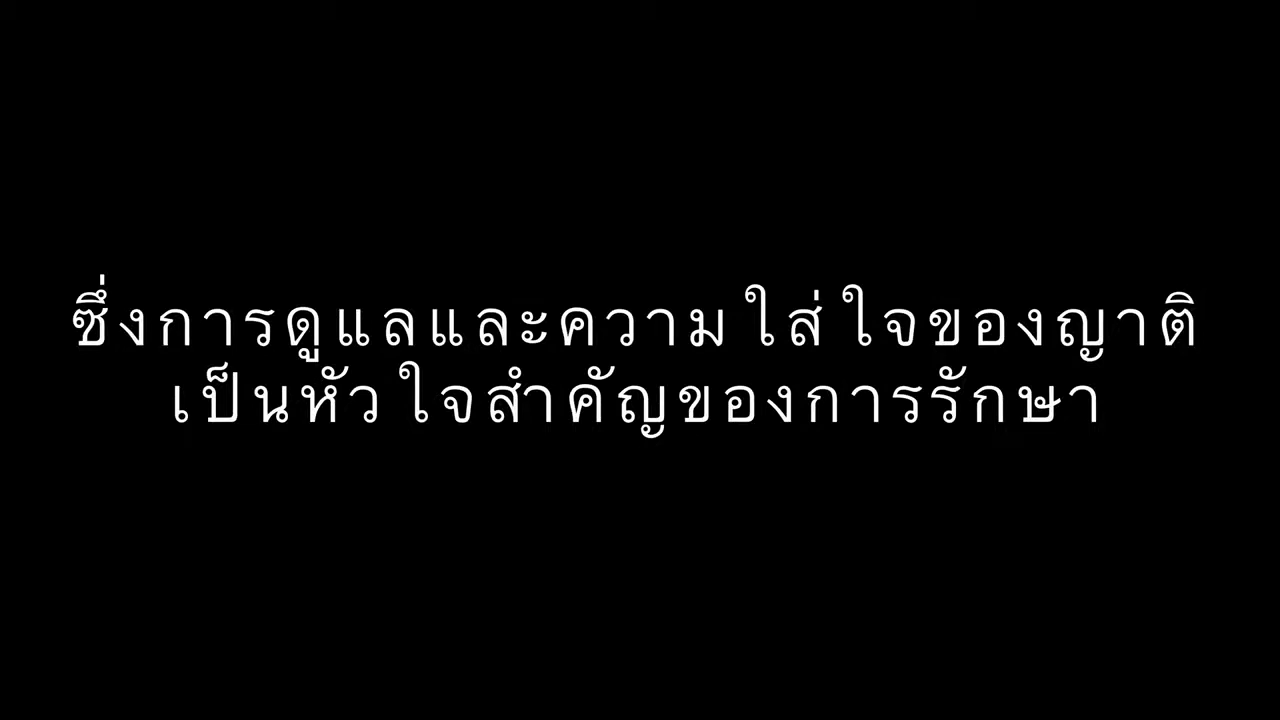 ซึ่งการดูแลและความใส่ใจของญาติ
เป็นหัวใจสำคัญของการรักษา